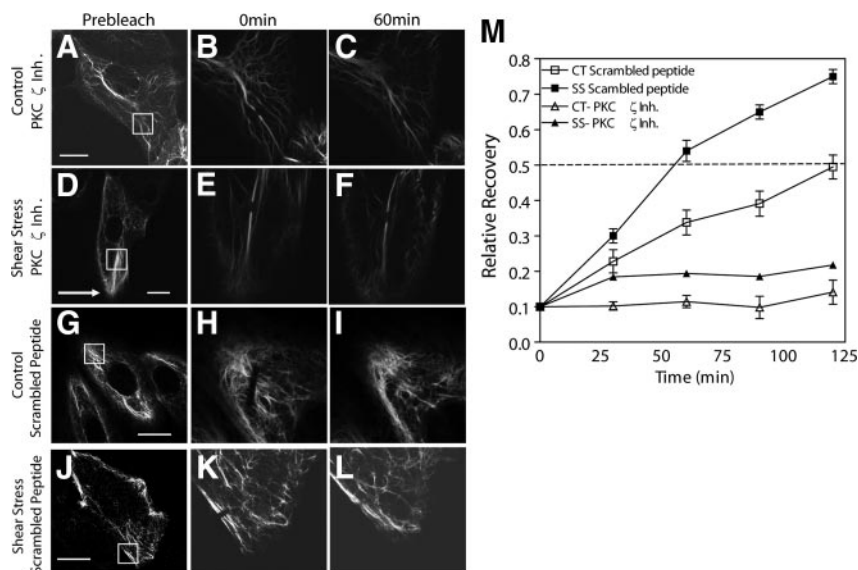 Prebleach 0min 60min
Control
PKC ζ Inh.
A B C
Shear Stress
PKC ζ Inh.
D E F
Control
Scrambled Peptide
G H I
Shear Stress
Scrambled Peptide
J K L
M
CT Scrambled peptide
SS Scambled peptide
CT- PKC ζ Inh.
SS- PKC ζ Inh.
Relative Recovery
0.8
0.7
0.6
0.5
0.4
0.3
0.2
0.1
0.0
0 25 50 75 100 125
Time (min)